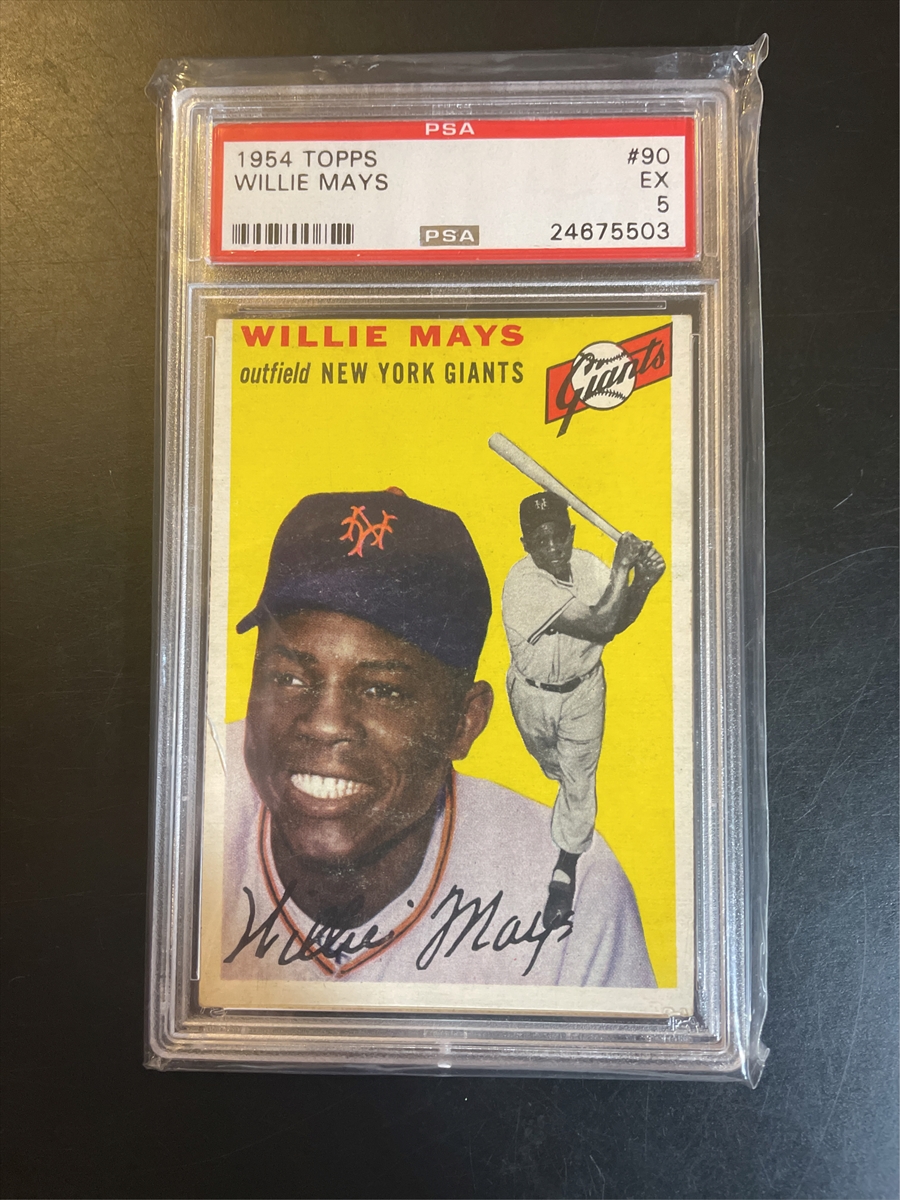 PSA
1954 TOPPS #90
WILLIE MAYS EX
5
PSA 24675503
WILLIE MAYS
outfield NEW YORK GIANTS
Giants
NY
Willie Mays